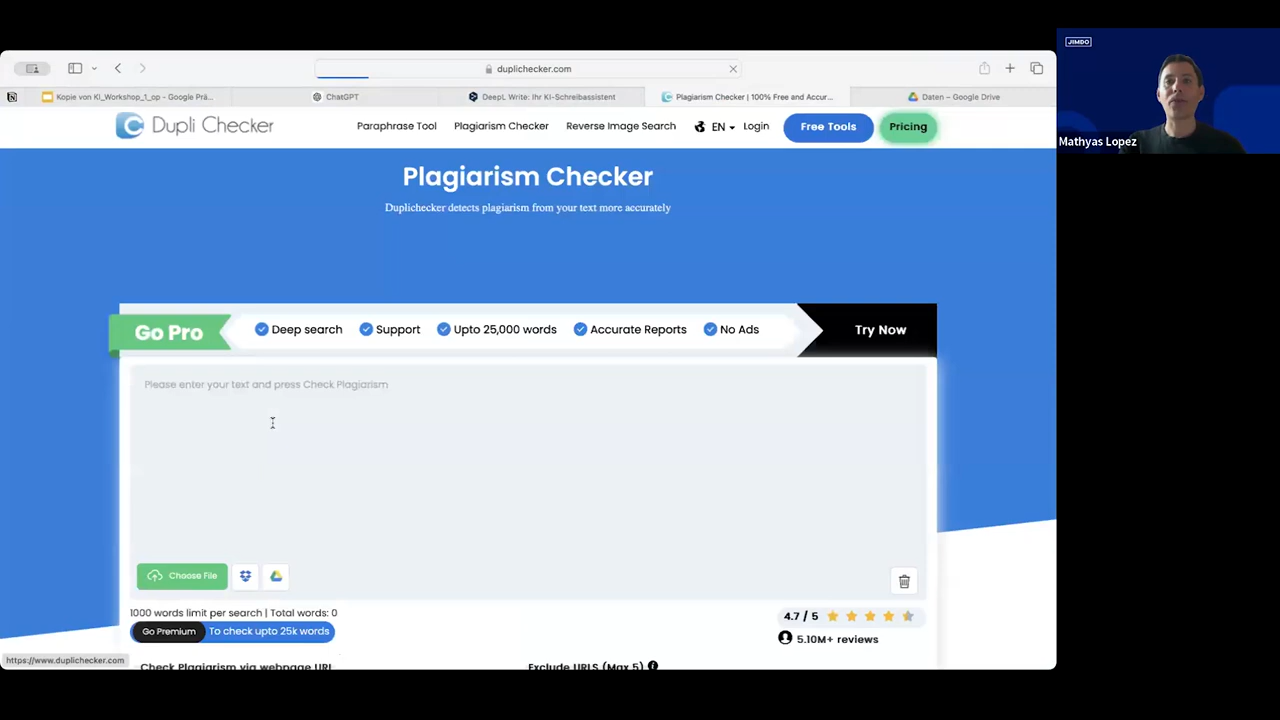 JIMDO
duplichecker.com
Kopie von KI_Workshop_1_op - Google Prä...
ChatGPT
DeepL Write: Ihr KI-Schreibassistent
Plagiarism Checker | 100% Free and Accur...
Daten – Google Drive
Dupli Checker
Paraphrase Tool
Plagiarism Checker
Reverse Image Search
EN
Login
Free Tools
Pricing
Mathyas Lopez
Plagiarism Checker
Duplichecker detects plagiarism from your text more accurately
Go Pro
Deep search
Support
Upto 25,000 words
Accurate Reports
No Ads
Try Now
Please enter your text and press Check Plagiarism
Choose File
1000 words limit per search | Total words: 0
4.7 / 5
Go Premium
To check upto 25k words
5.10M+ reviews
https://www.duplichecker.com
Check Plagiarism via webpage URL
Exclude URLS (Max 5)